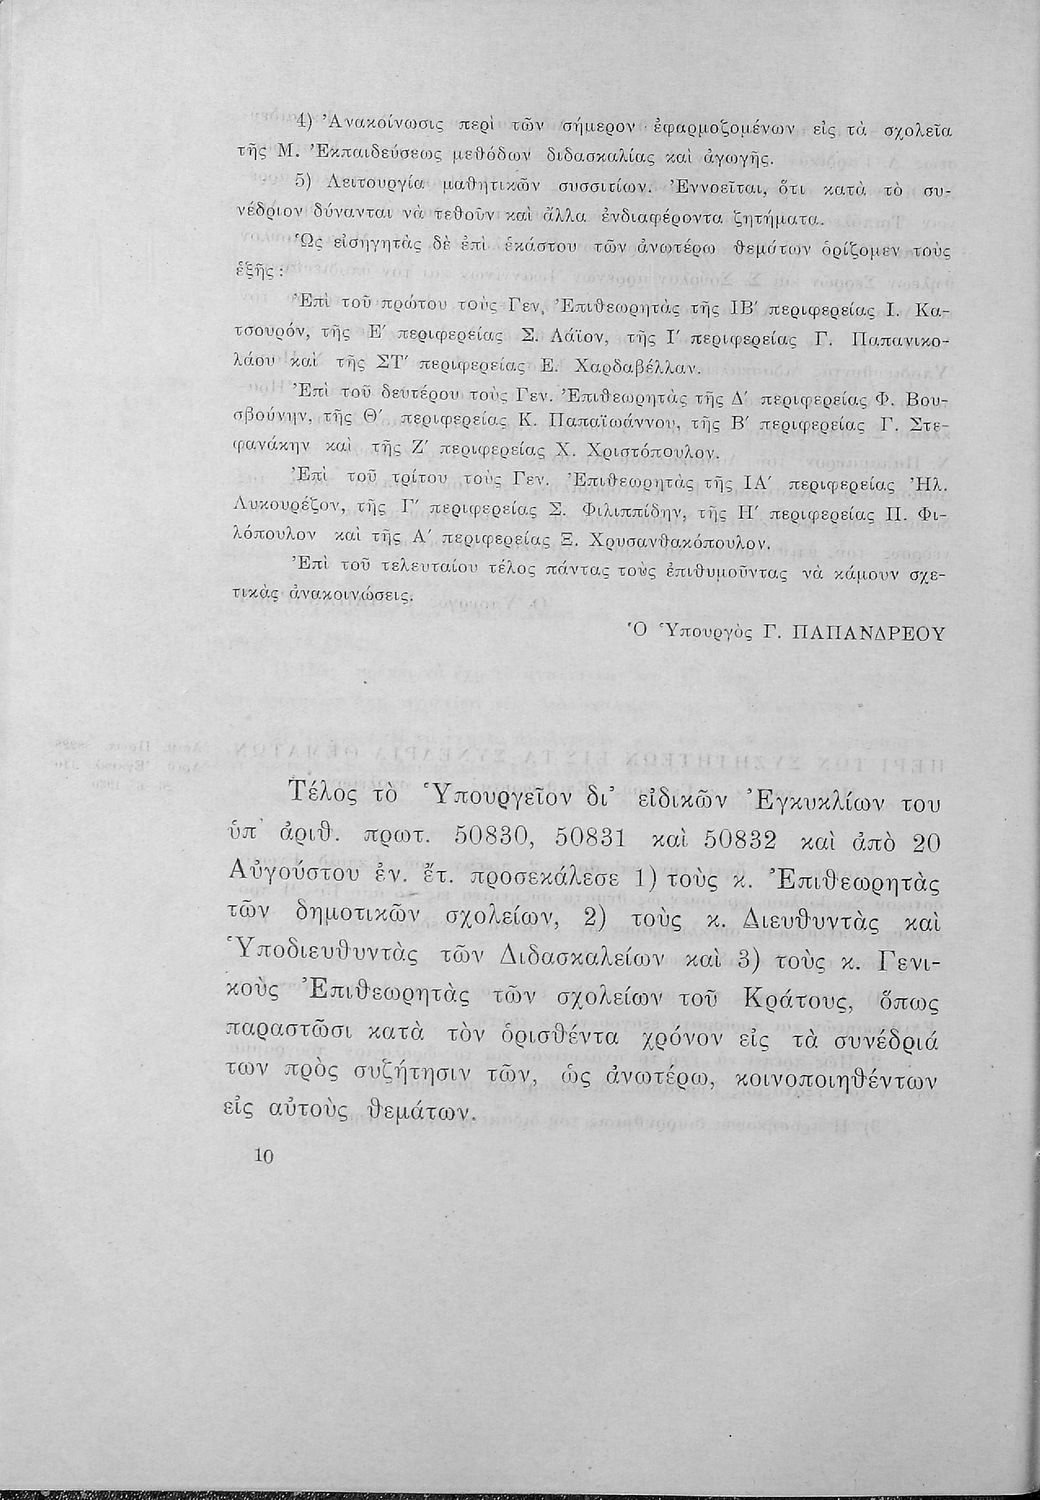 4) Ἀνακοίνωσις περὶ τῶν σήμερον ἐφαρμοζομένων εἰς τὰ σχολεῖα
τῆς Μ. Ἐκπαιδεύσεως μεθόδων διδασκαλίας καὶ ἀγωγῆς.
5) Λειτουργία μαθητικῶν συσσιτίων. Ἐννοεῖται, ὅτι κατὰ τὸ συ-
νέδριον δύνανται νὰ τεθοῦν καὶ ἄλλα ἐνδιαφέροντα ζητήματα.
Ὡς εἰσηγητὰς δὲ ἐπὶ ἑκάστου τῶν ἀνωτέρω θεμάτων ὁρίζομεν τοὺς
ἑξῆς :
Ἐπὶ τοῦ πρώτου τοὺς Γεν. Ἐπιθεωρητὰς τῆς ΙΒ' περιφερείας Ι. Κα-
τσουρόν, τῆς Ε' περιφερείας Σ. Λάϊον, τῆς Ι' περιφερείας Γ. Παπανικο-
λάου καὶ τῆς ΣΤ' περιφερείας Ε. Χαρδαβέλλαν.
Ἐπὶ τοῦ δευτέρου τοὺς Γεν. Ἐπιθεωρητὰς τῆς Δ' περιφερείας Φ. Βου-
σβούνην, τῆς Θ' περιφερείας Κ. Παπαϊωάννου, τῆς Β' περιφερείας Γ. Στε-
φανάκην καὶ τῆς Ζ' περιφερείας Χ. Χριστόπουλον.
Ἐπὶ τοῦ τρίτου τοὺς Γεν. Ἐπιθεωρητὰς τῆς ΙΑ' περιφερείας Ἠλ.
Λυκουρέζον, τῆς Γ' περιφερείας Σ. Φιλιππίδην, τῆς Η' περιφερείας Π. Φι-
λόπουλον καὶ τῆς Α' περιφερείας Ξ. Χρυσανθακόπουλον.
Ἐπὶ τοῦ τελευταίου τέλος πάντας τοὺς ἐπιθυμοῦντας νὰ κάμουν σχε-
τικὰς ἀνακοινώσεις.
Ὁ Ὑπουργὸς Γ. ΠΑΠΑΝΔΡΕΟΥ
Τέλος τὸ Ὑπουργεῖον δι' εἰδικῶν Ἐγκυκλίων του
ὑπ' ἀριθ. πρωτ. 50830, 50831 καὶ 50832 καὶ ἀπὸ 20
Αὐγούστου ἐν. ἔτ. προσεκάλεσε 1) τοὺς κ. Ἐπιθεωρητὰς
τῶν δημοτικῶν σχολείων, 2) τοὺς κ. Διευθυντὰς καὶ
Ὑποδιευθυντὰς τῶν Διδασκαλείων καὶ 3) τοὺς κ. Γενι-
κοὺς Ἐπιθεωρητὰς τῶν σχολείων τοῦ Κράτους, ὅπως
παραστῶσι κατὰ τὸν ὁρισθέντα χρόνον εἰς τὰ συνέδριά
των πρὸς συζήτησιν τῶν, ὡς ἀνωτέρω, κοινοποιηθέντων
εἰς αὐτοὺς θεμάτων.
10